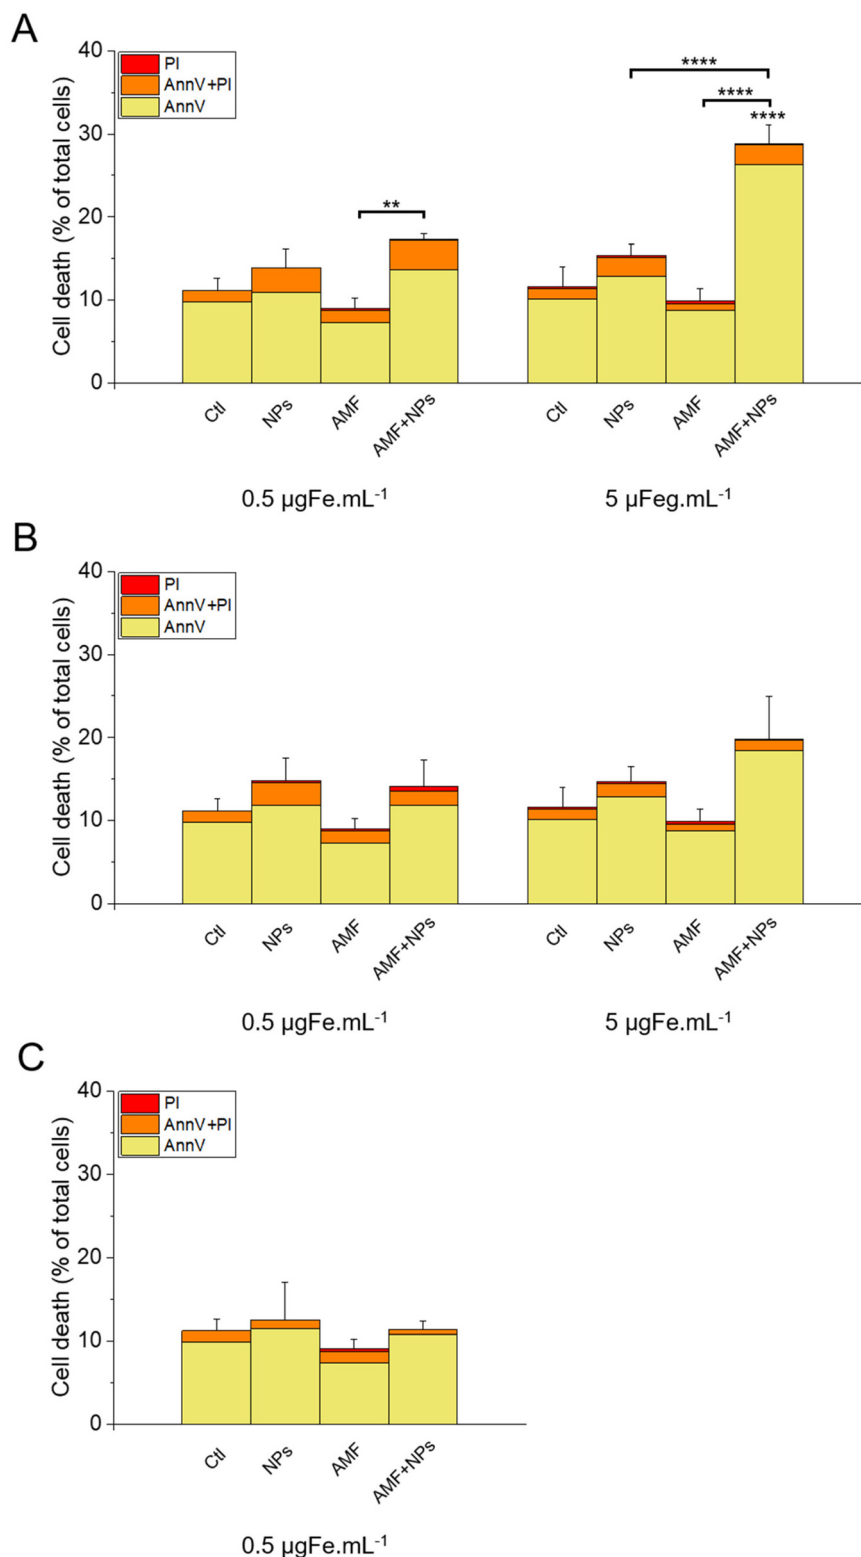 A
40
30
20
10
0
Cell death (% of total cells)
PI
AnnV+PI
AnnV
**
****
****
****
Ctl
NPs
AMF
AMF+NPs
Ctl
NPs
AMF
AMF+NPs
0.5 µgFe.mL⁻¹
5 µFeg.mL⁻¹
B
40
30
20
10
0
Cell death (% of total cells)
PI
AnnV+PI
AnnV
Ctl
NPs
AMF
AMF+NPs
Ctl
NPs
AMF
AMF+NPs
0.5 µgFe.mL⁻¹
5 µgFe.mL⁻¹
C
40
30
20
10
0
Cell death (% of total cells)
PI
AnnV+PI
AnnV
Ctl
NPs
AMF
AMF+NPs
0.5 µgFe.mL⁻¹